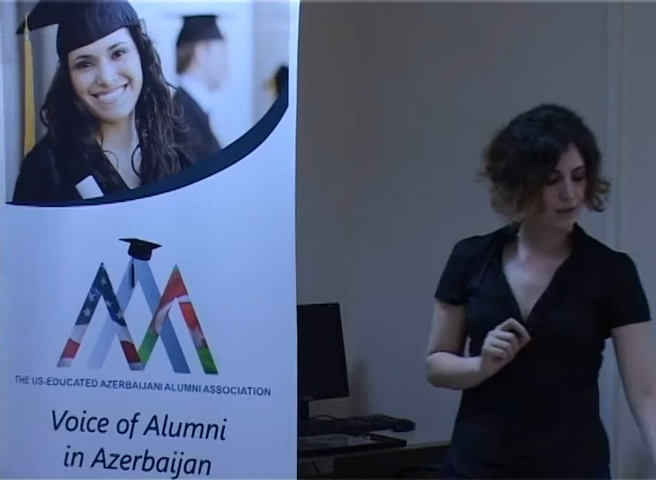 THE US-EDUCATED AZERBAIJANI ALUMNI ASSOCIATION
Voice of Alumni
in Azerbaijan